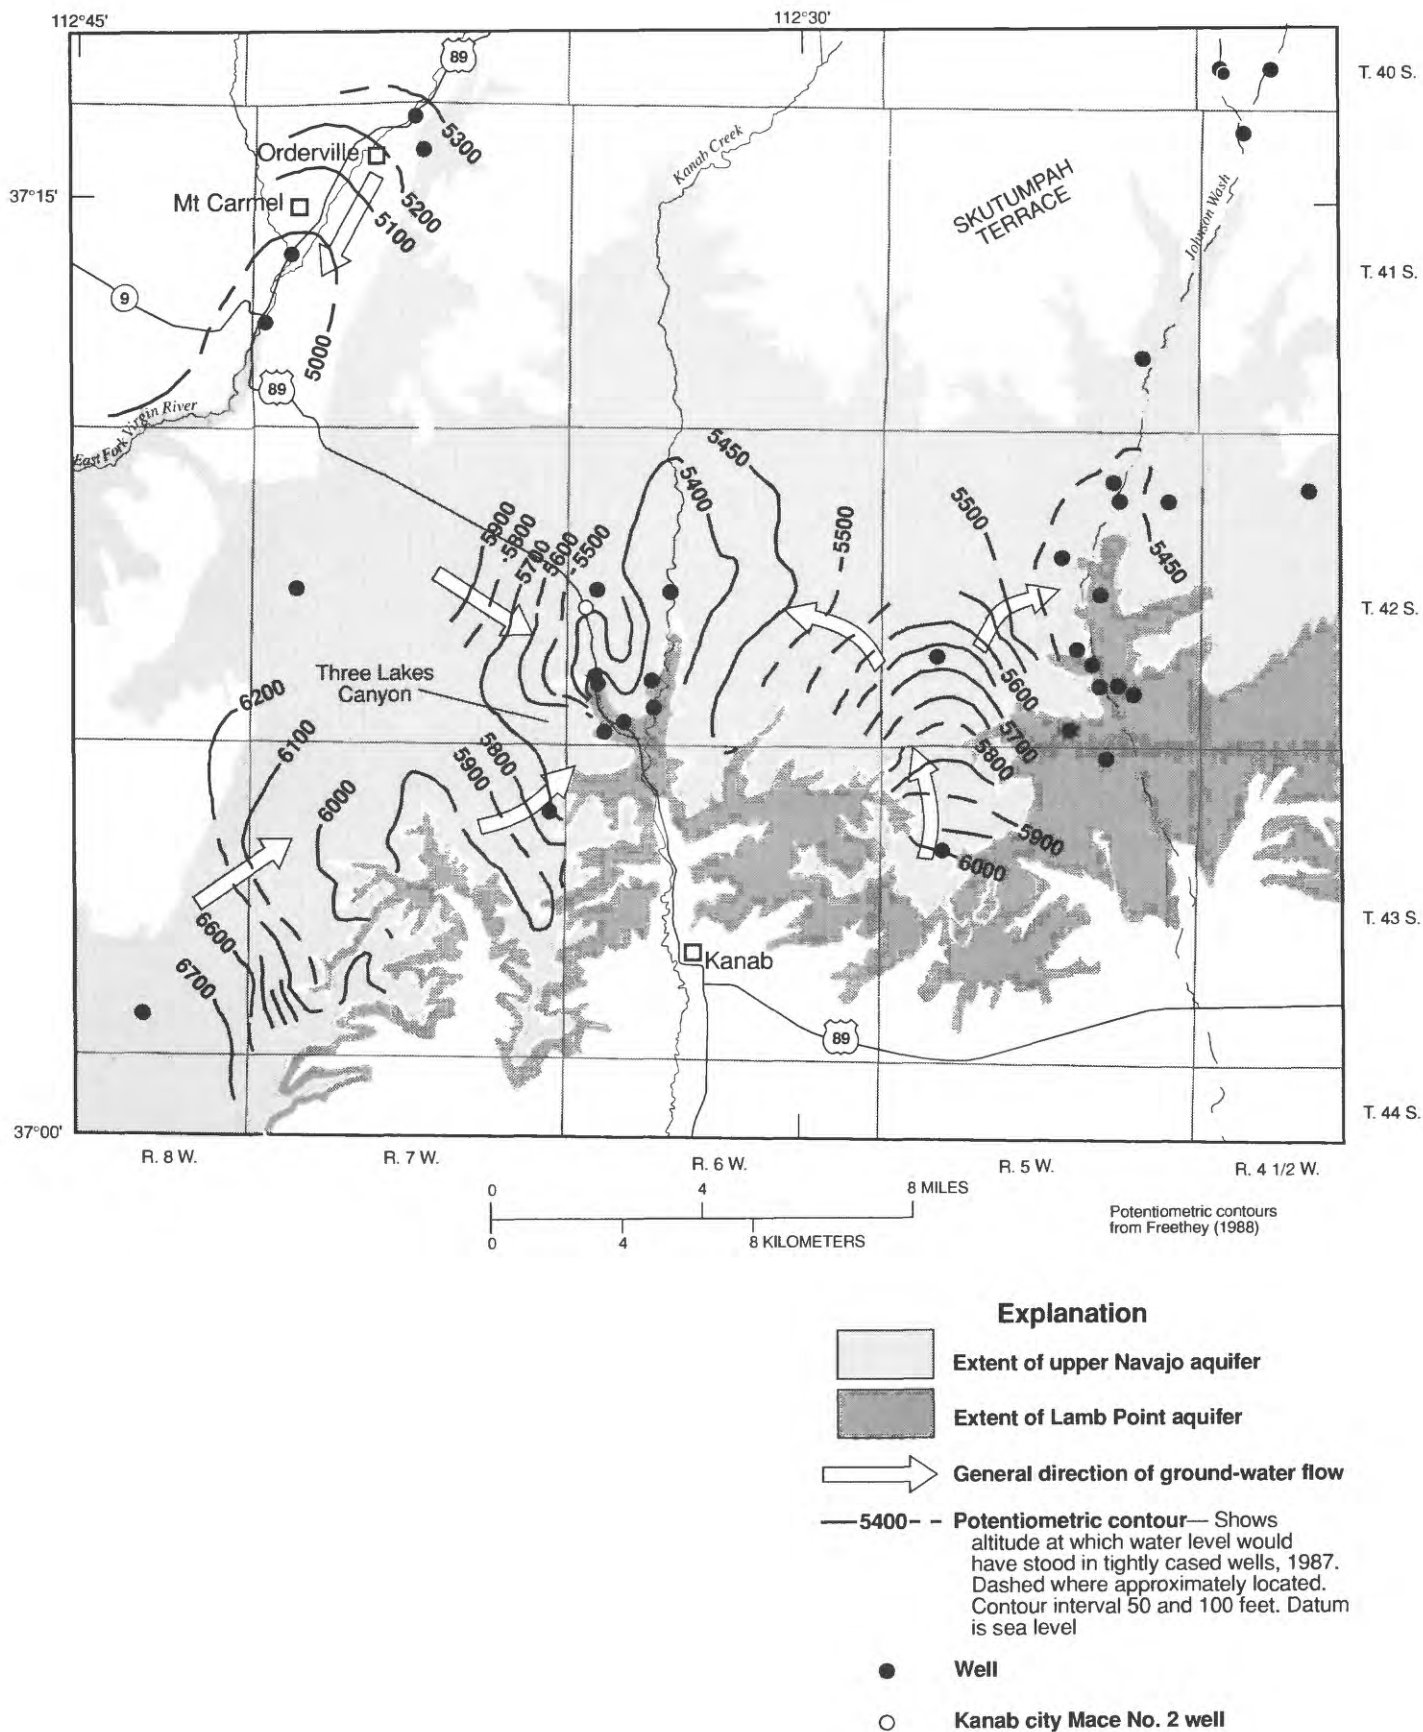 112°45'
112°30'
89
T. 40 S.
5300
Orderville
Kanab Creek
37°15'
Mt Carmel
5200
5100
SKUTUMPAH
TERRACE
Johnson Wash
T. 41 S.
9
5000
89
East Fork Virgin River
5450
5400
5900
-5800
5700
5600
-5500
-5500
5500
5450
T. 42 S.
Three Lakes
Canyon
6200
6100
6000
5800
5900
5600
5700
5800
5900
6000
6600
6700
T. 43 S.
Kanab
89
37°00'
T. 44 S.
R. 8 W.
R. 7 W.
R. 6 W.
R. 5 W.
R. 4 1/2 W.
0 4 8 MILES
0 4 8 KILOMETERS
Potentiometric contours
from Freethey (1988)
Explanation
Extent of upper Navajo aquifer
Extent of Lamb Point aquifer
General direction of ground-water flow
—5400- - Potentiometric contour— Shows
altitude at which water level would
have stood in tightly cased wells, 1987.
Dashed where approximately located.
Contour interval 50 and 100 feet. Datum
is sea level
Well
Kanab city Mace No. 2 well